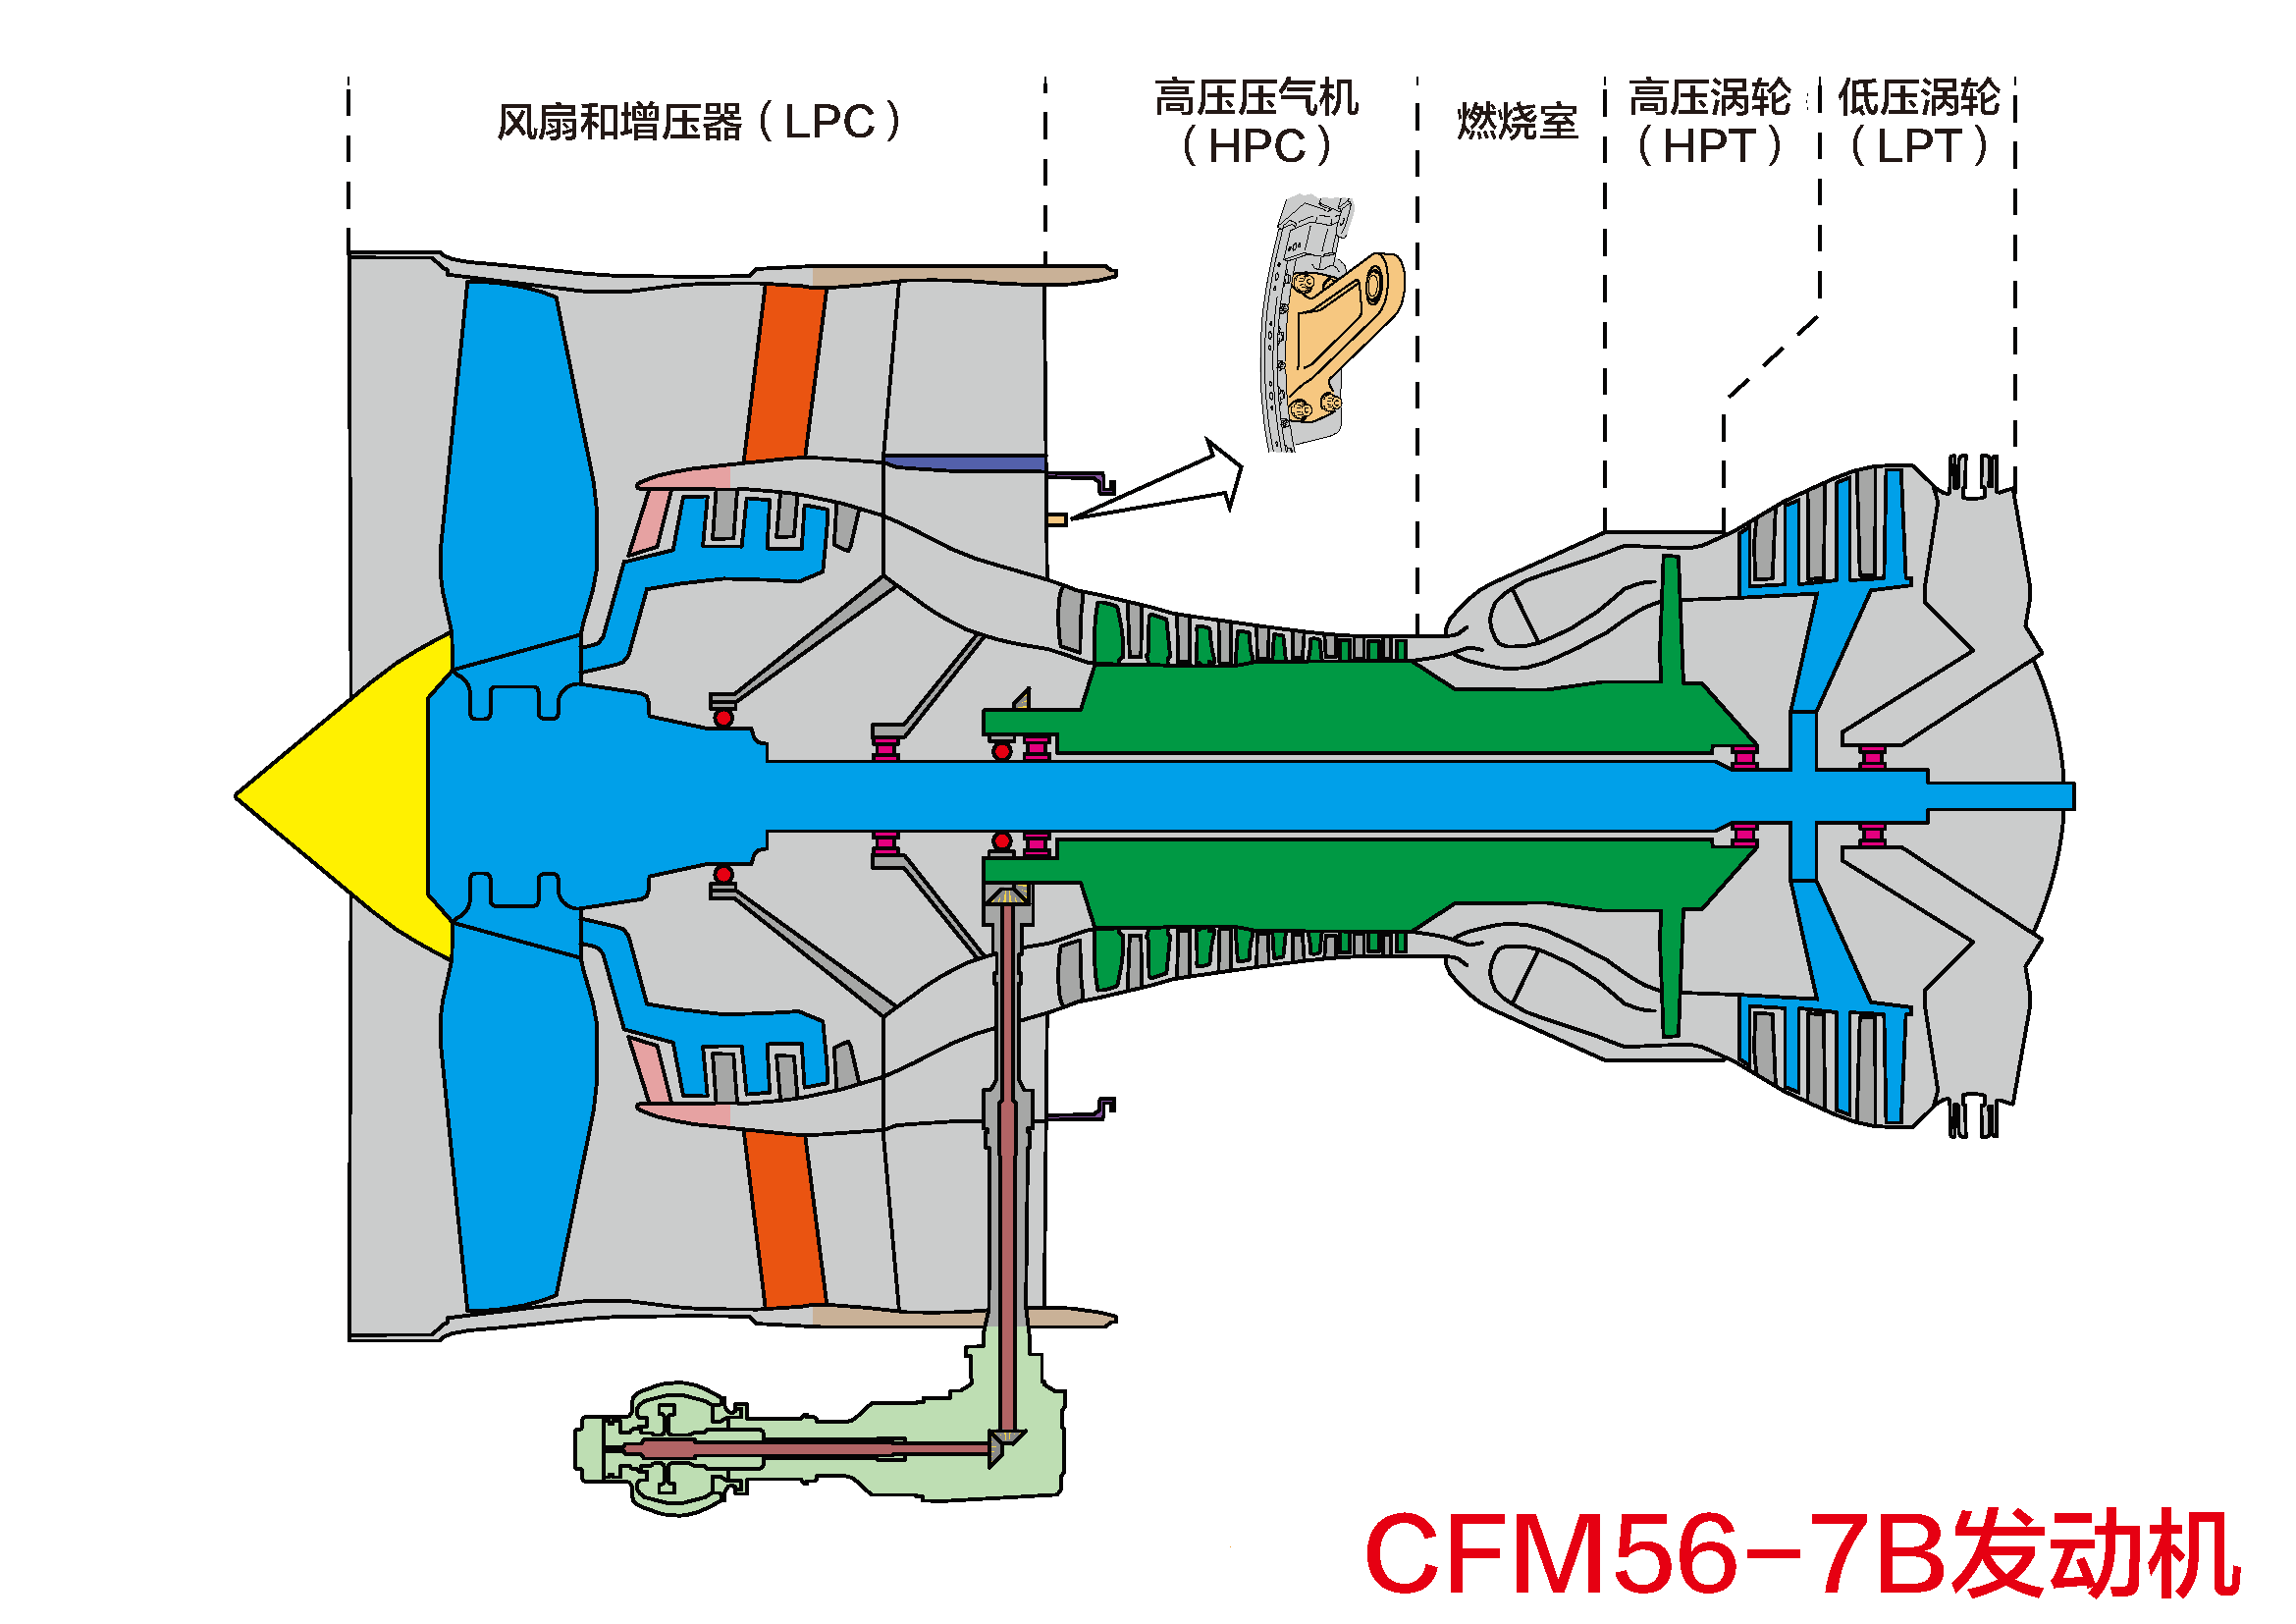 风扇和增压器（LPC）
高压压气机
（HPC）
燃烧室
高压涡轮
（HPT）
低压涡轮
（LPT）
CFM56-7B发动机